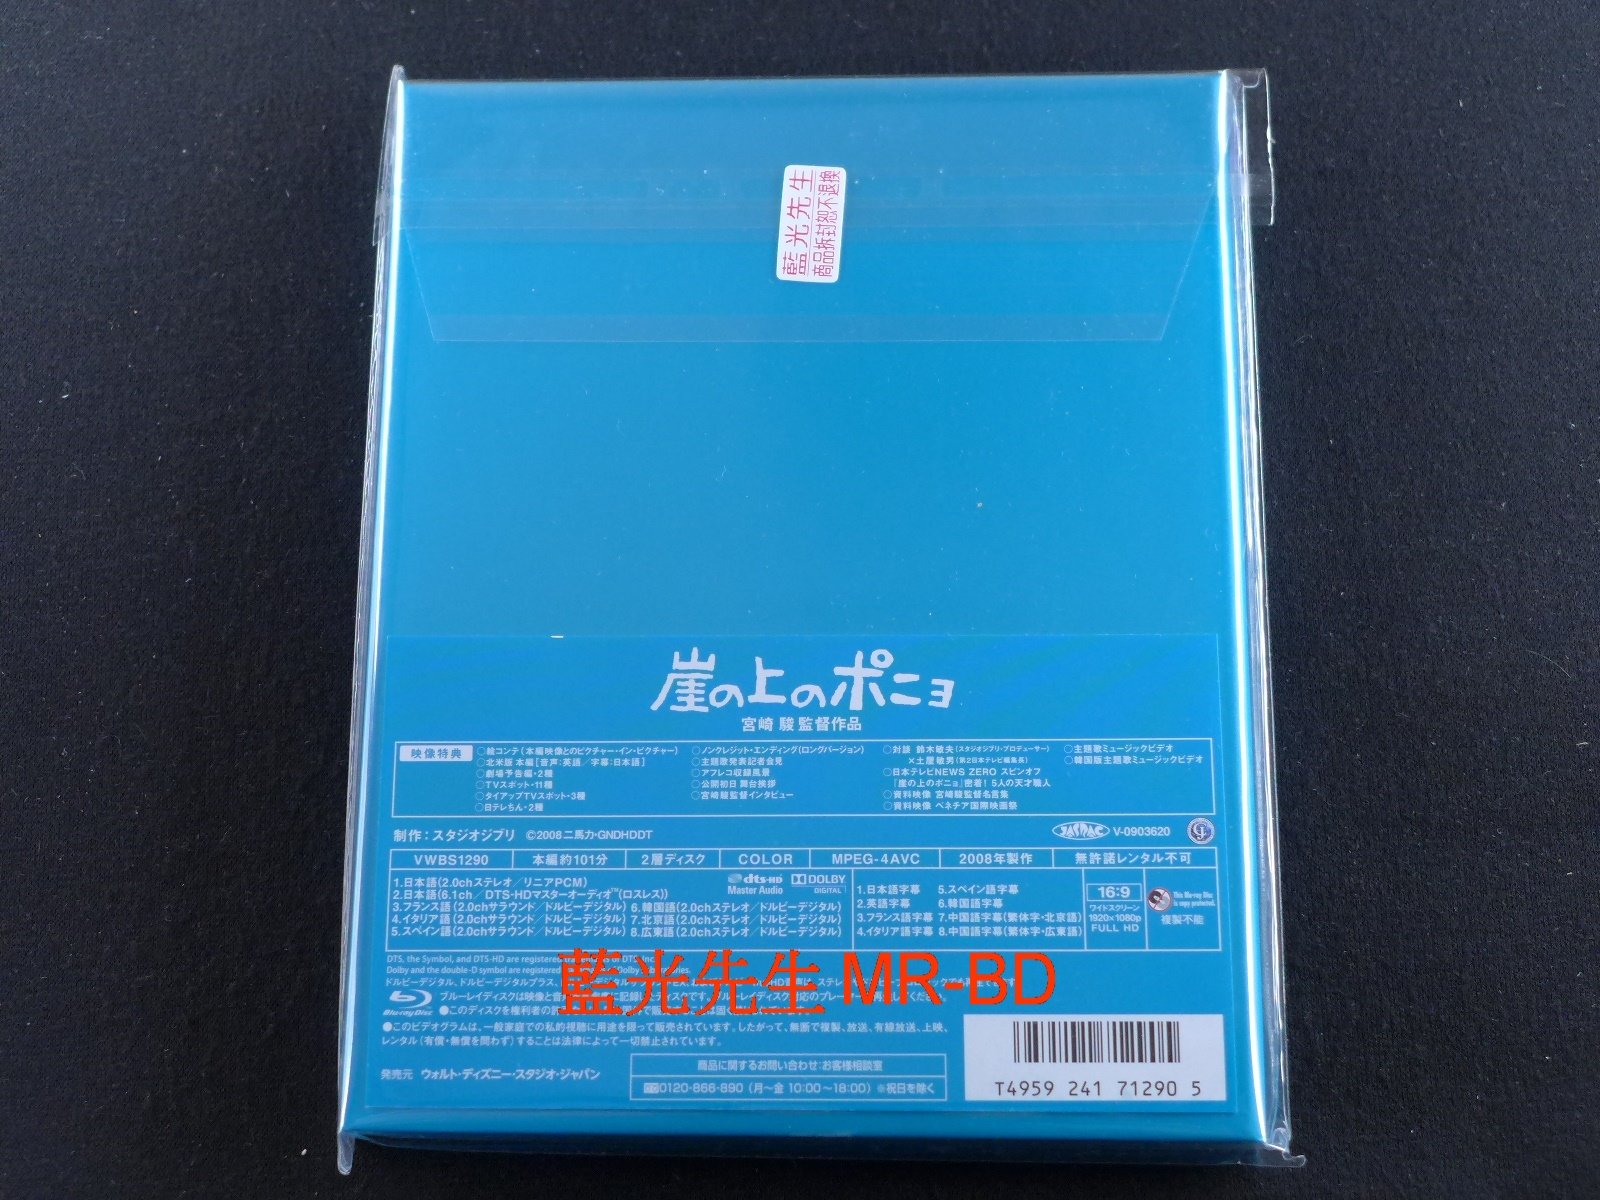 藍光先生
商品拆封恕不退換
崖の上のポニョ
宮崎 駿 監督作品
映像特典
○絵コンテ(本編映像とのピクチャー・イン・ピクチャー)
○北米版 本編[音声:英語/字幕:日本語]
○劇場予告編・2種
○TVスポット・11種
○タイアップTVスポット・3種
○日テレちん・2種
○ノンクレジット・エンディング(ロングバージョン)
○主題歌発表記者会見
○アフレコ収録風景
○公開初日 舞台挨拶
○宮崎駿監督インタビュー
○対談 鈴木敏夫(スタジオジブリ・プロデューサー)
×土屋敏男(第2日本テレビ編集長)
○日本テレビNEWS ZERO スピンオフ
「崖の上のポニョ」密着! 5人の天才職人
○資料映像 宮崎駿監督名言集
○資料映像 ベネチア国際映画祭
○主題歌ミュージックビデオ
○韓国版主題歌ミュージックビデオ
制作:スタジオジブリ ©2008 二馬力・GNDHDDT
JASRAC V-0903620
VWBS1290 本編約101分 2層ディスク COLOR MPEG-4AVC 2008年製作 無許諾レンタル不可
1.日本語(2.0chステレオ/リニアPCM)
2.日本語(6.1ch/DTS-HDマスターオーディオ™(ロスレス))
3.フランス語(2.0chサラウンド/ドルビーデジタル) 6.韓国語(2.0chステレオ/ドルビーデジタル)
4.イタリア語(2.0chサラウンド/ドルビーデジタル) 7.北京語(2.0chステレオ/ドルビーデジタル)
5.スペイン語(2.0chサラウンド/ドルビーデジタル) 8.広東語(2.0chステレオ/ドルビーデジタル)
dts-HD Master Audio
DOLBY DIGITAL
1.日本語字幕 5.スペイン語字幕
2.英語字幕 6.韓国語字幕
3.フランス語字幕 7.中国語字幕(繁体字・北京語)
4.イタリア語字幕 8.中国語字幕(繁体字・広東語)
16:9
ワイドスクリーン
1920×1080p
FULL HD
This Blu-ray Disc is copy protected.
複製不能
DTS, the Symbol, and DTS-HD are registered
Dolby and the double-D symbol are registered
藍光先生 MR-BD
Blu-ray Disc
●このビデオグラムは、一般家庭での私的視聴に用途を限って販売されています。したがって、無断で複製、放送、有線放送、上映、
レンタル(有償・無償を問わず)することは法律によって一切禁止されています。
発売元 ウォルト・ディズニー・スタジオ・ジャパン
商品に関するお問い合わせ:お客様相談室
0120-866-890(月～金 10:00～18:00)※祝日を除く
T4959 241 71290 5